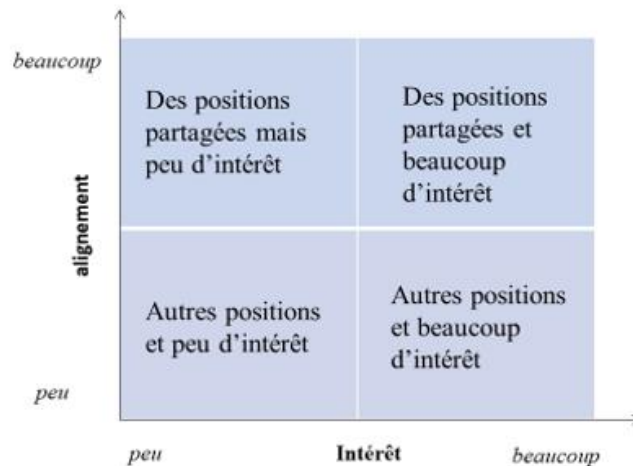 beaucoup
Des positions
partagées mais
peu d'intérêt
Des positions
partagées et
beaucoup
d'intérêt
alignement
Autres positions
et peu d'intérêt
Autres positions
et beaucoup
d'intérêt
peu
peu
Intérêt
beaucoup